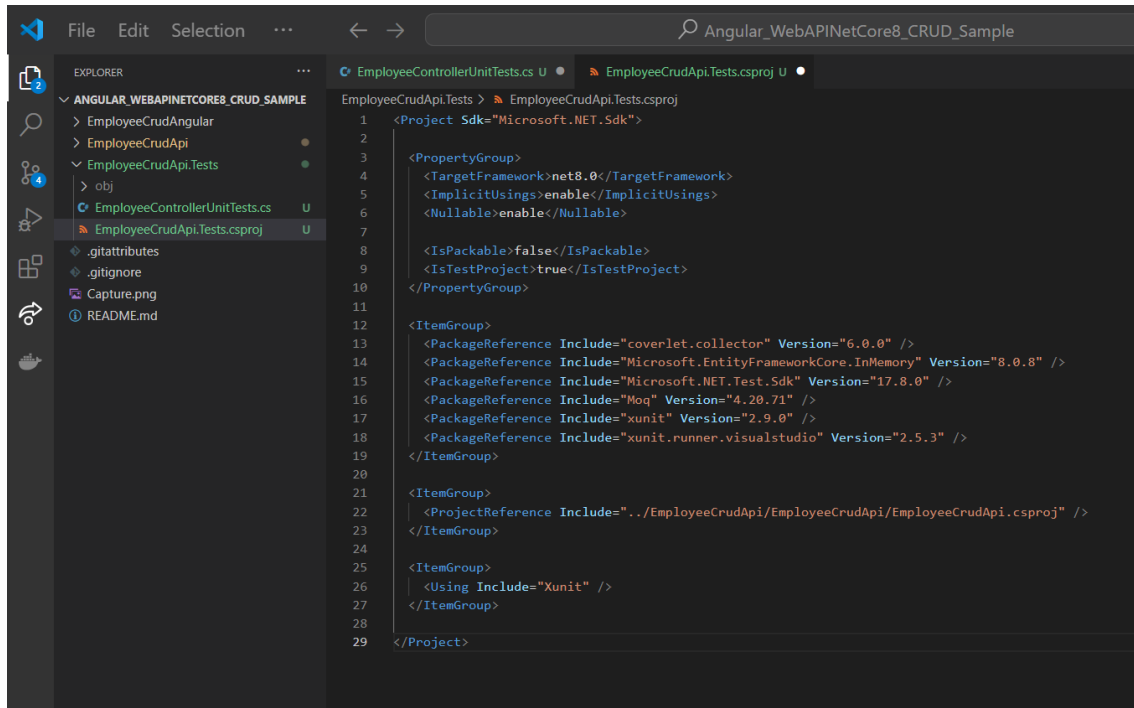 File Edit Selection ···
Angular_WebAPINetCore8_CRUD_Sample
EXPLORER ···
ANGULAR_WEBAPINETCORE8_CRUD_SAMPLE
EmployeeCrudAngular
EmployeeCrudApi
EmployeeCrudApi.Tests
obj
EmployeeControllerUnitTests.cs U
EmployeeCrudApi.Tests.csproj U
.gitattributes
.gitignore
Capture.png
README.md
2
4
EmployeeControllerUnitTests.cs U
EmployeeCrudApi.Tests.csproj U
EmployeeCrudApi.Tests > EmployeeCrudApi.Tests.csproj
1 <Project Sdk="Microsoft.NET.Sdk">
2
3 <PropertyGroup>
4 <TargetFramework>net8.0</TargetFramework>
5 <ImplicitUsings>enable</ImplicitUsings>
6 <Nullable>enable</Nullable>
7
8 <IsPackable>false</IsPackable>
9 <IsTestProject>true</IsTestProject>
10 </PropertyGroup>
11
12 <ItemGroup>
13 <PackageReference Include="coverlet.collector" Version="6.0.0" />
14 <PackageReference Include="Microsoft.EntityFrameworkCore.InMemory" Version="8.0.8" />
15 <PackageReference Include="Microsoft.NET.Test.Sdk" Version="17.8.0" />
16 <PackageReference Include="Moq" Version="4.20.71" />
17 <PackageReference Include="xunit" Version="2.9.0" />
18 <PackageReference Include="xunit.runner.visualstudio" Version="2.5.3" />
19 </ItemGroup>
20
21 <ItemGroup>
22 <ProjectReference Include="../EmployeeCrudApi/EmployeeCrudApi/EmployeeCrudApi.csproj" />
23 </ItemGroup>
24
25 <ItemGroup>
26 <Using Include="Xunit" />
27 </ItemGroup>
28
29 </Project>